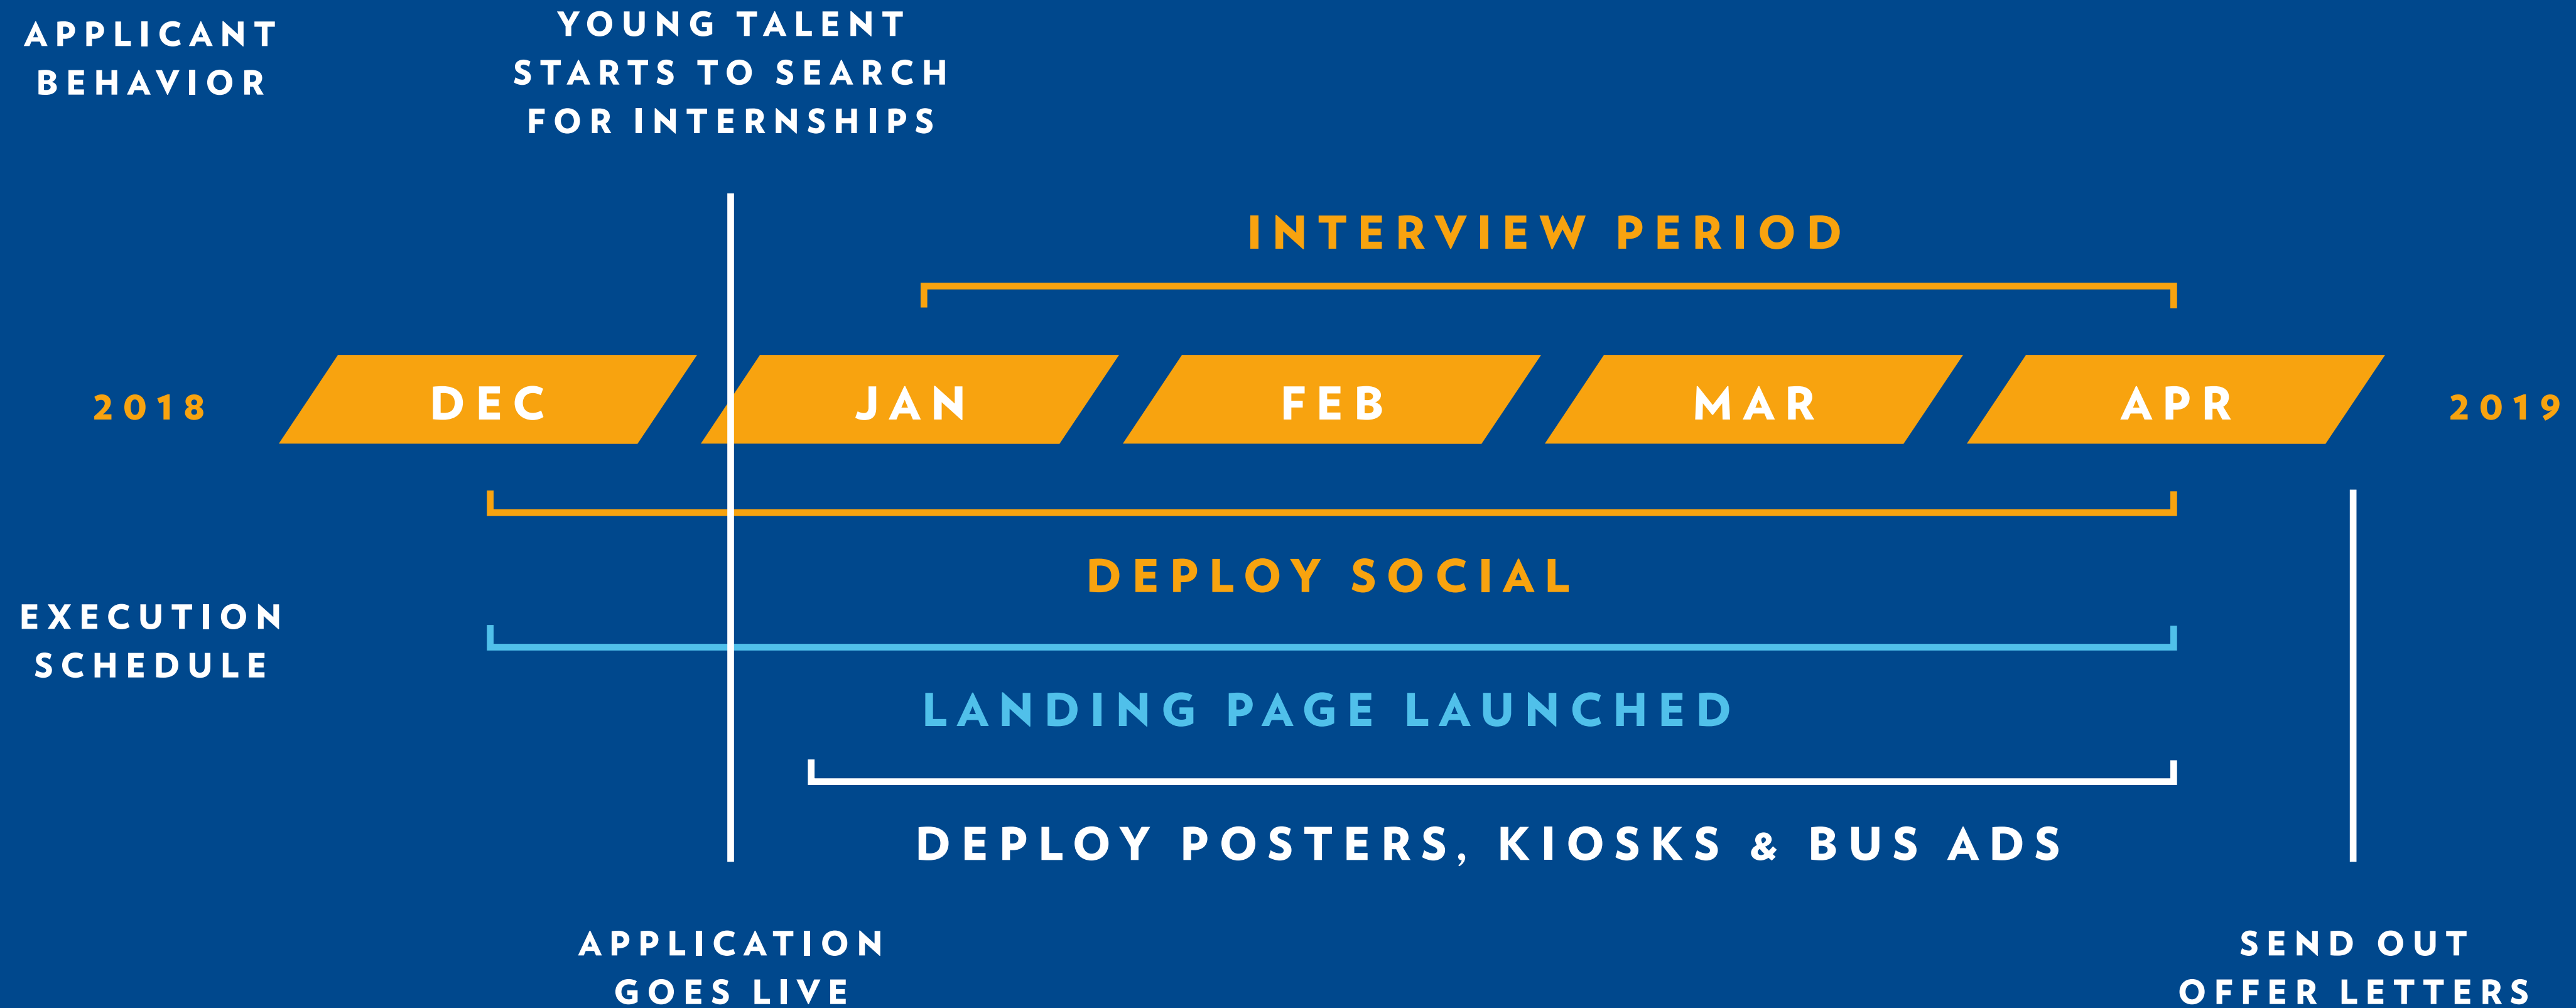 APPLICANT
BEHAVIOR
YOUNG TALENT
STARTS TO SEARCH
FOR INTERNSHIPS
INTERVIEW PERIOD
2018 DEC JAN FEB MAR APR 2019
DEPLOY SOCIAL
EXECUTION
SCHEDULE
LANDING PAGE LAUNCHED
DEPLOY POSTERS, KIOSKS & BUS ADS
APPLICATION
GOES LIVE
SEND OUT
OFFER LETTERS